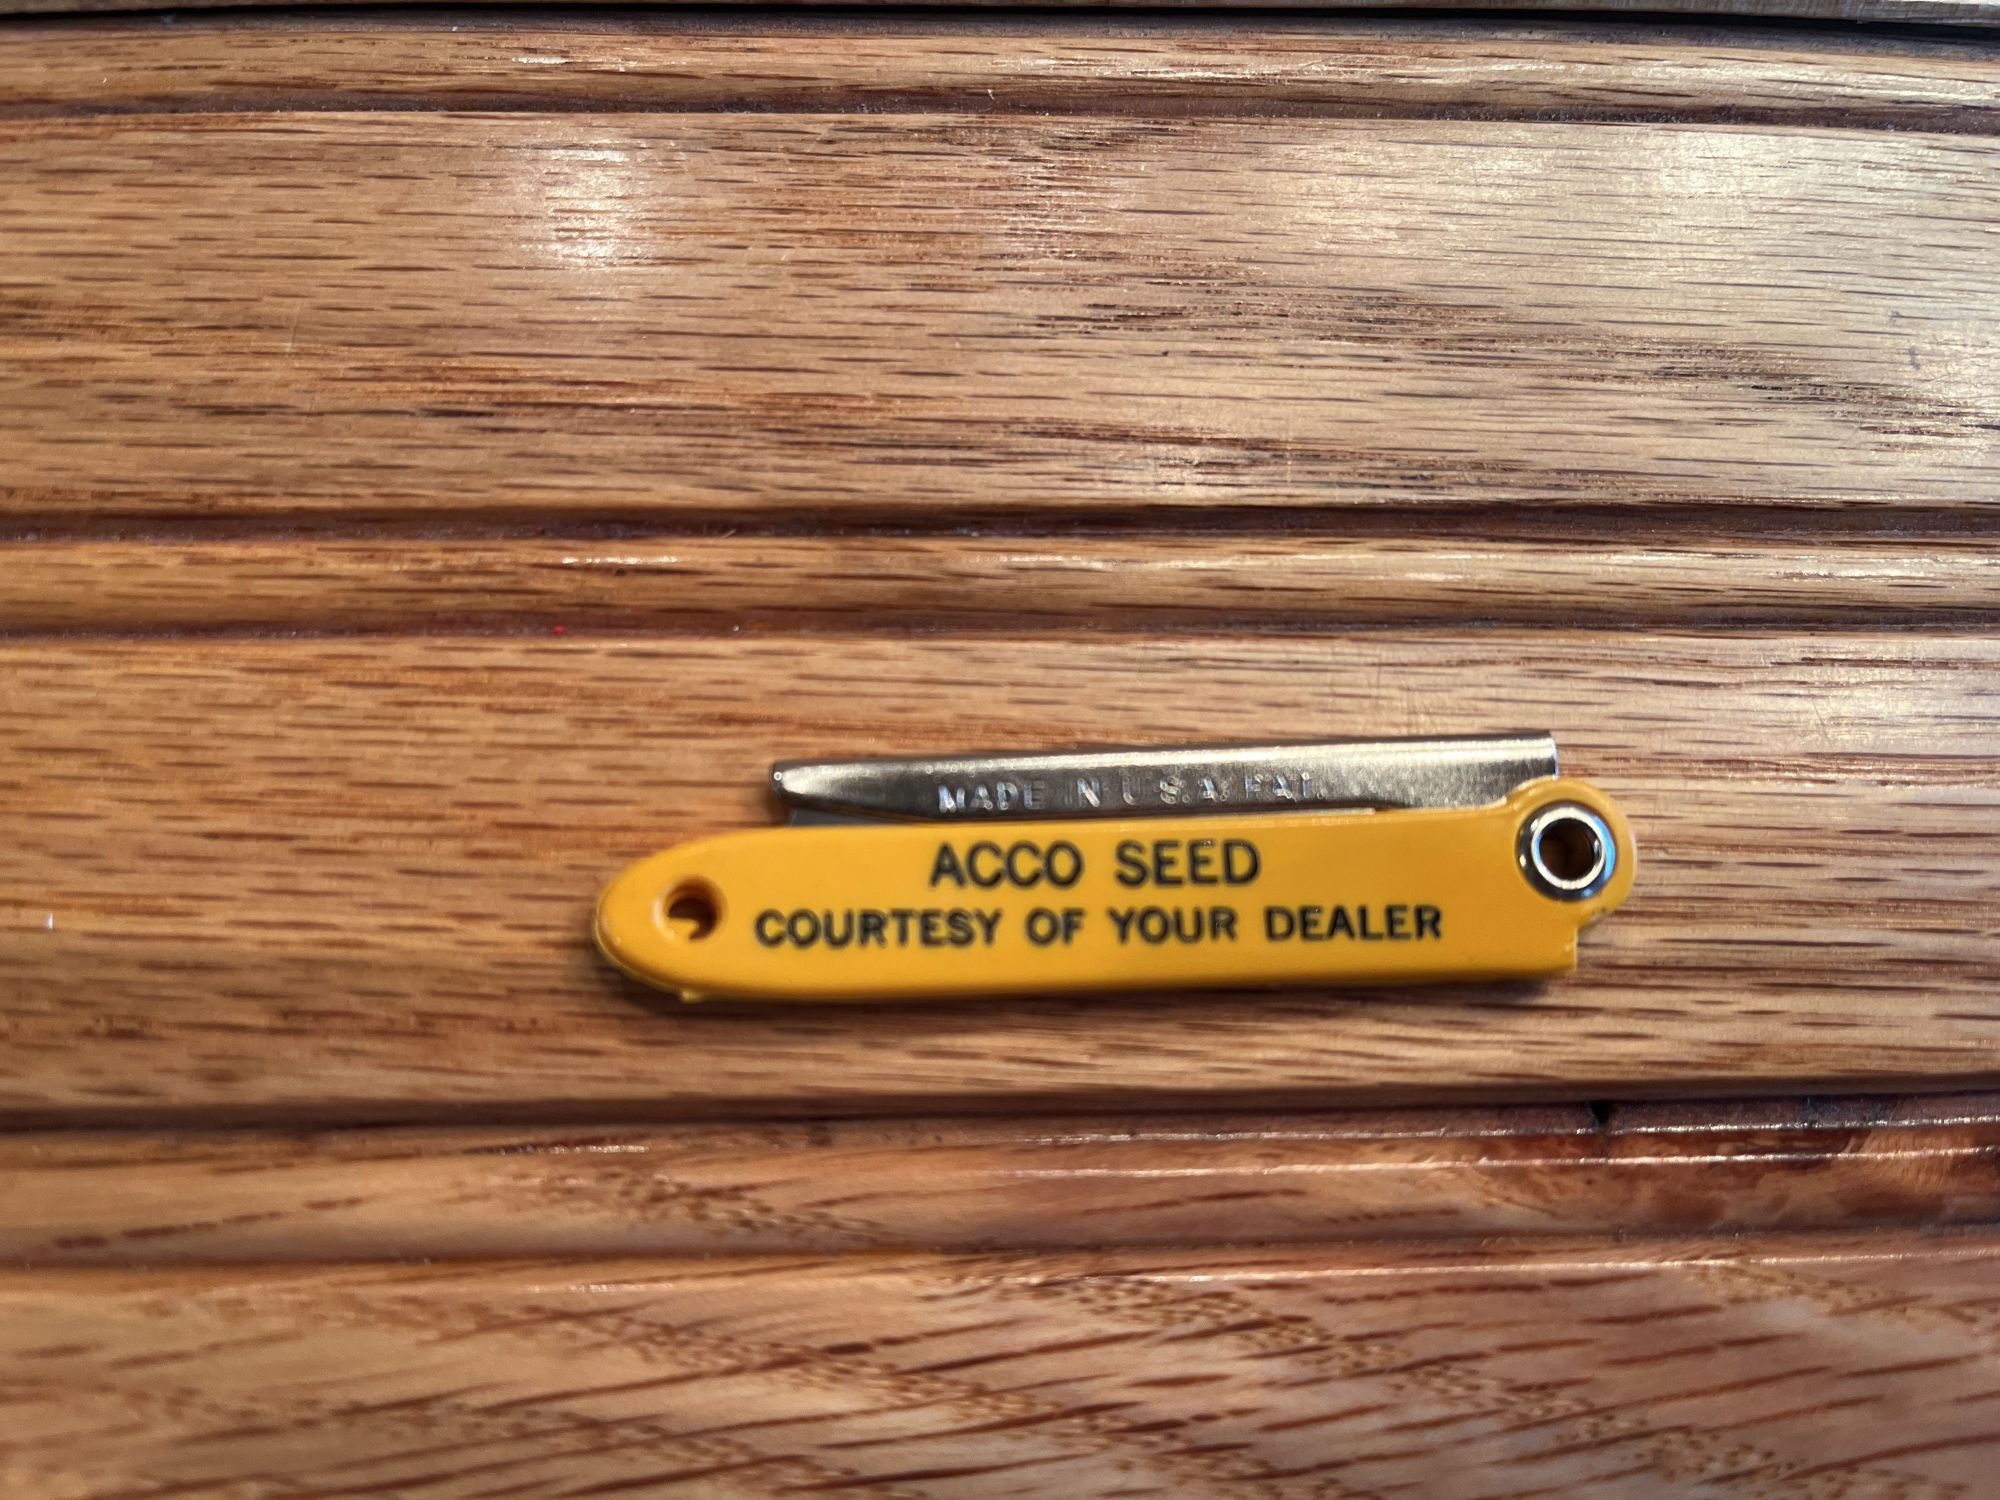 MADE IN U.S.A. PAT.
ACCO SEED
COURTESY OF YOUR DEALER